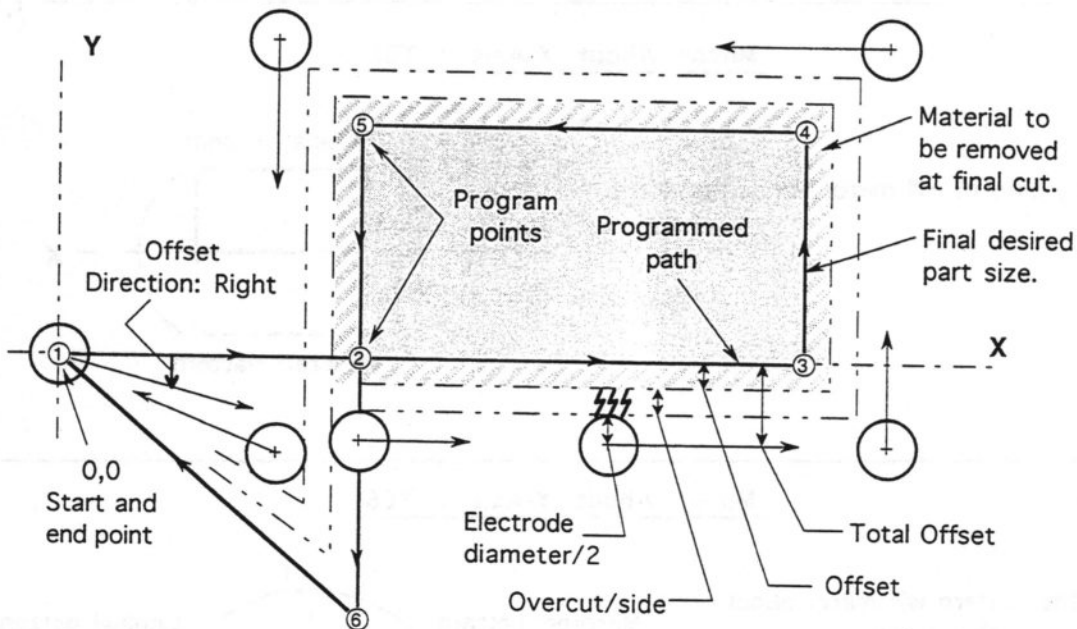 Y
5
4
Material to
be removed
at final cut.
Program
points
Programmed
path
Final desired
part size.
Offset
Direction: Right
1
2
3
X
0,0
Start and
end point
Electrode
diameter/2
Total Offset
Overcut/side
Offset
6